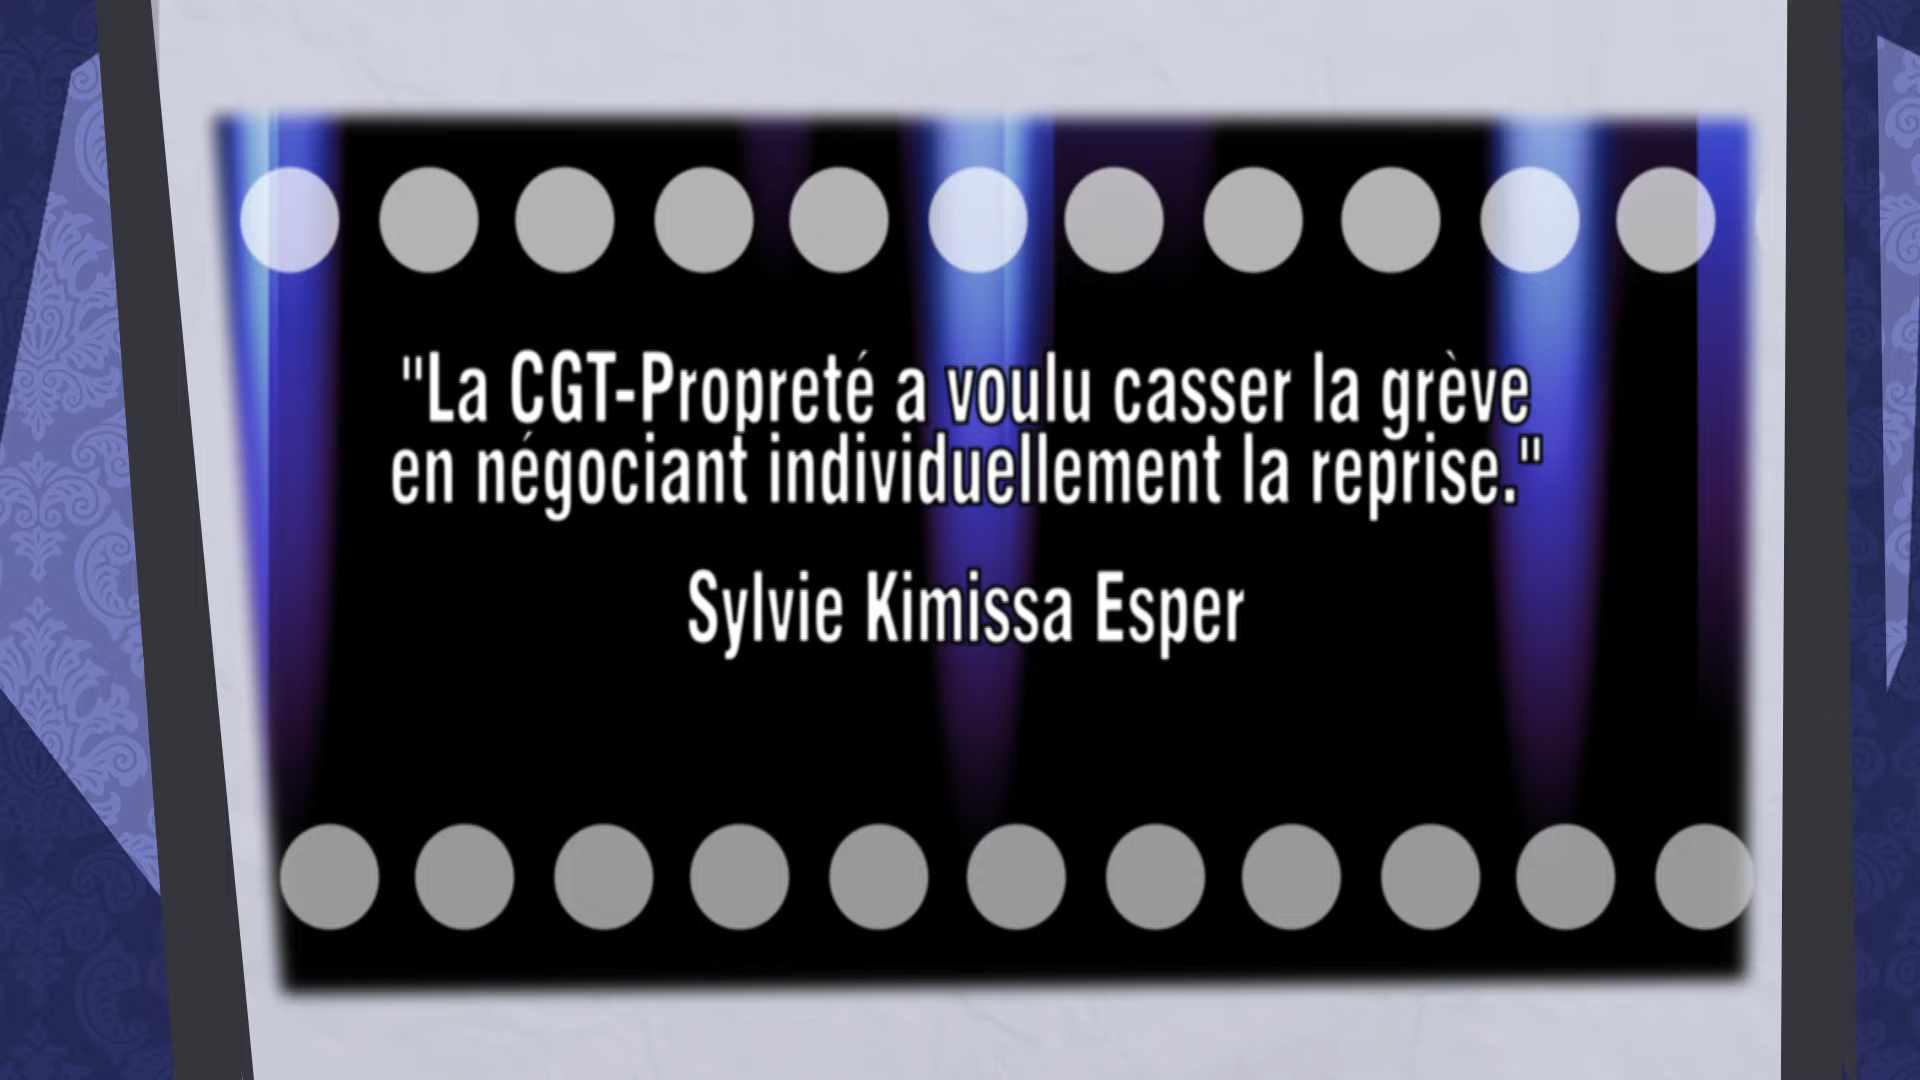 "La CGT-Propreté a voulu casser la grève
en négociant individuellement la reprise."
Sylvie Kimissa Esper